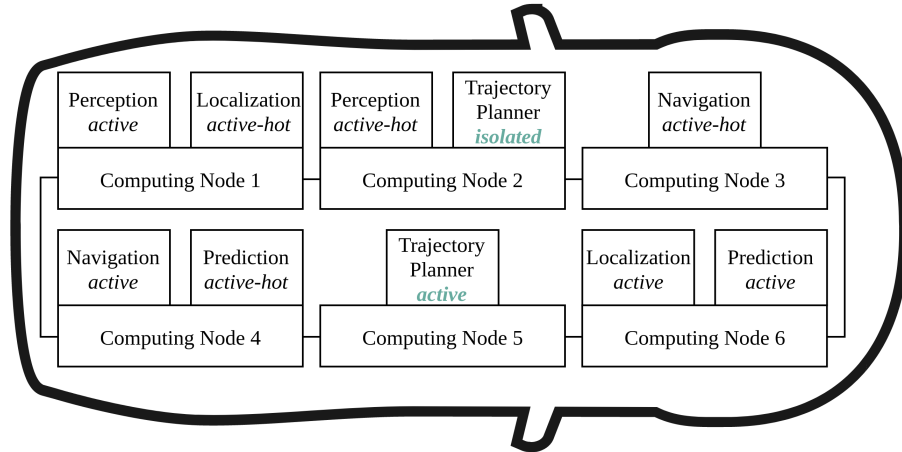 Perception
active
Localization
active-hot
Perception
active-hot
Trajectory
Planner
isolated
Navigation
active-hot
Computing Node 1
Computing Node 2
Computing Node 3
Navigation
active
Prediction
active-hot
Trajectory
Planner
active
Localization
active
Prediction
active
Computing Node 4
Computing Node 5
Computing Node 6